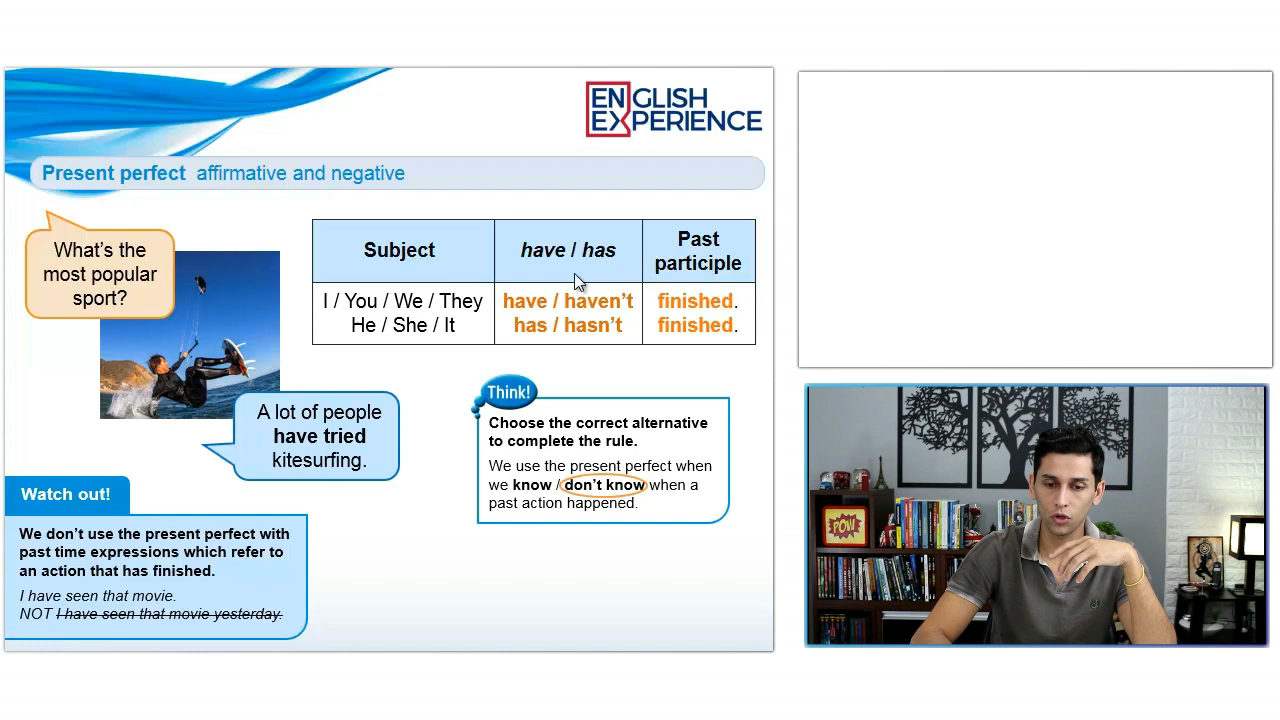 ENGLISH
EXPERIENCE
Present perfect affirmative and negative
What's the
most popular
sport?
Subject
have / has
Past
participle
I / You / We / They
have / haven't
finished.
He / She / It
has / hasn't
finished.
A lot of people
have tried
kitesurfing.
Think!
Choose the correct alternative
to complete the rule.
We use the present perfect when
we know / don't know when a
past action happened.
Watch out!
We don't use the present perfect with
past time expressions which refer to
an action that has finished.
I have seen that movie.
NOT I have seen that movie yesterday.
POW